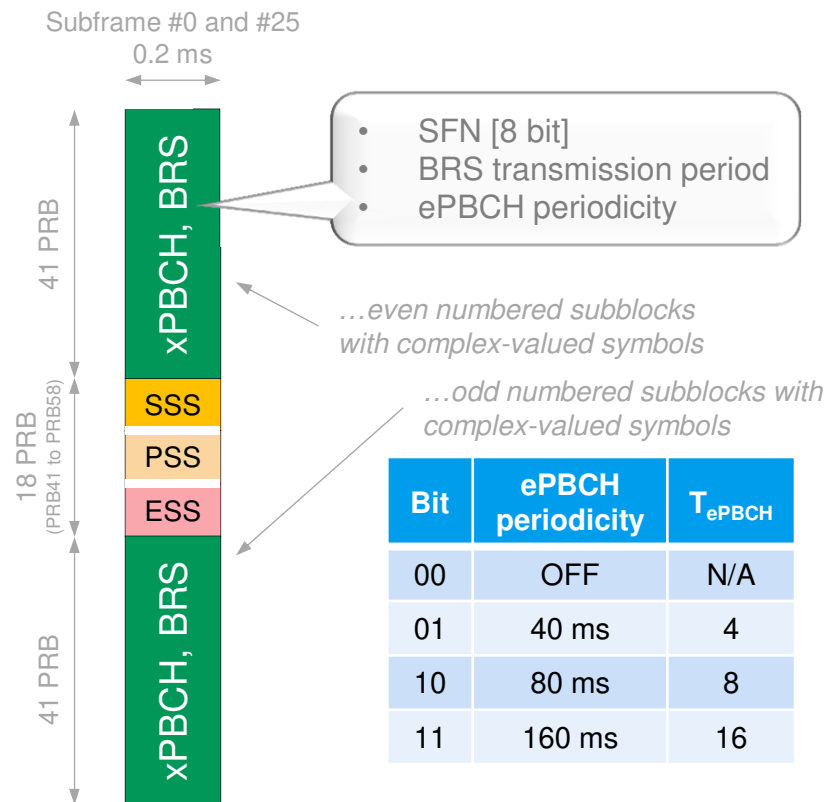 Subframe #0 and #25
0.2 ms
• SFN [8 bit]
• BRS transmission period
• ePBCH periodicity
41 PRB
xPBCH, BRS
…even numbered subblocks
with complex-valued symbols
18 PRB
(PRB41 to PRB58)
SSS
PSS
ESS
…odd numbered subblocks with
complex-valued symbols
41 PRB
xPBCH, BRS
Bit ePBCH periodicity TePBCH
00 OFF N/A
01 40 ms 4
10 80 ms 8
11 160 ms 16